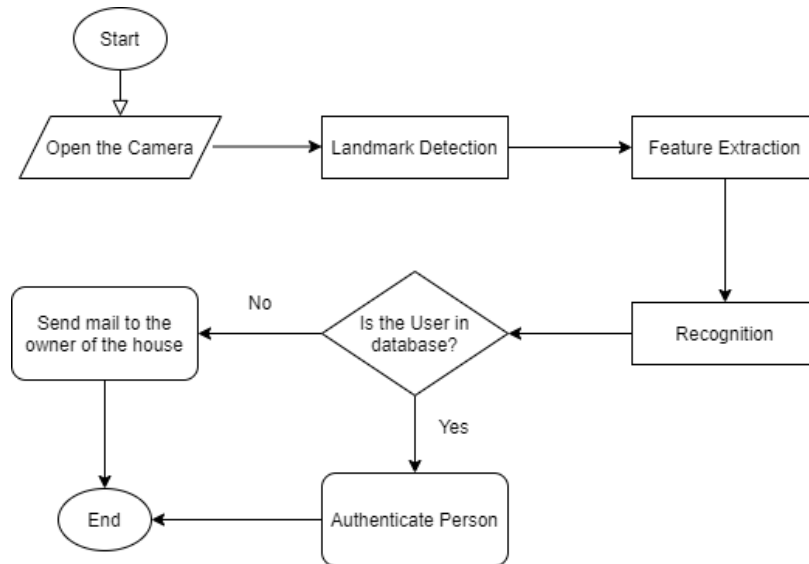 Start
Open the Camera
Landmark Detection
Feature Extraction
Recognition
Is the User in
database?
No
Send mail to the
owner of the house
Yes
Authenticate Person
End